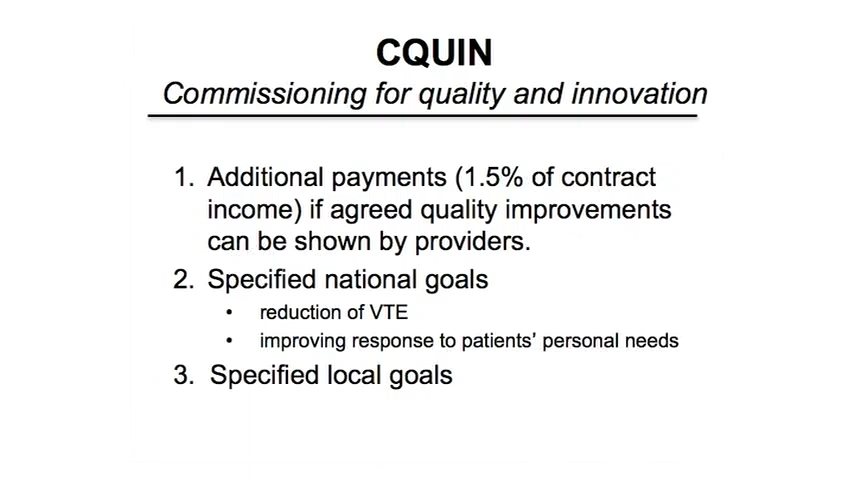 CQUIN
Commissioning for quality and innovation
1. Additional payments (1.5% of contract
income) if agreed quality improvements
can be shown by providers.
2. Specified national goals
• reduction of VTE
• improving response to patients' personal needs
3. Specified local goals